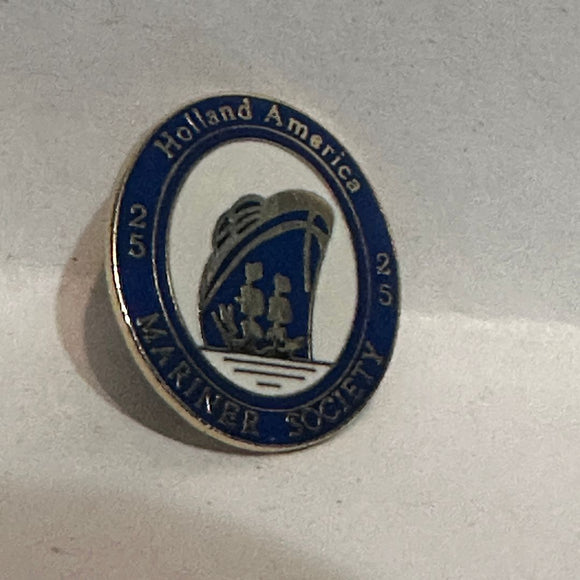 Holland America
25
25
MARINER SOCIETY